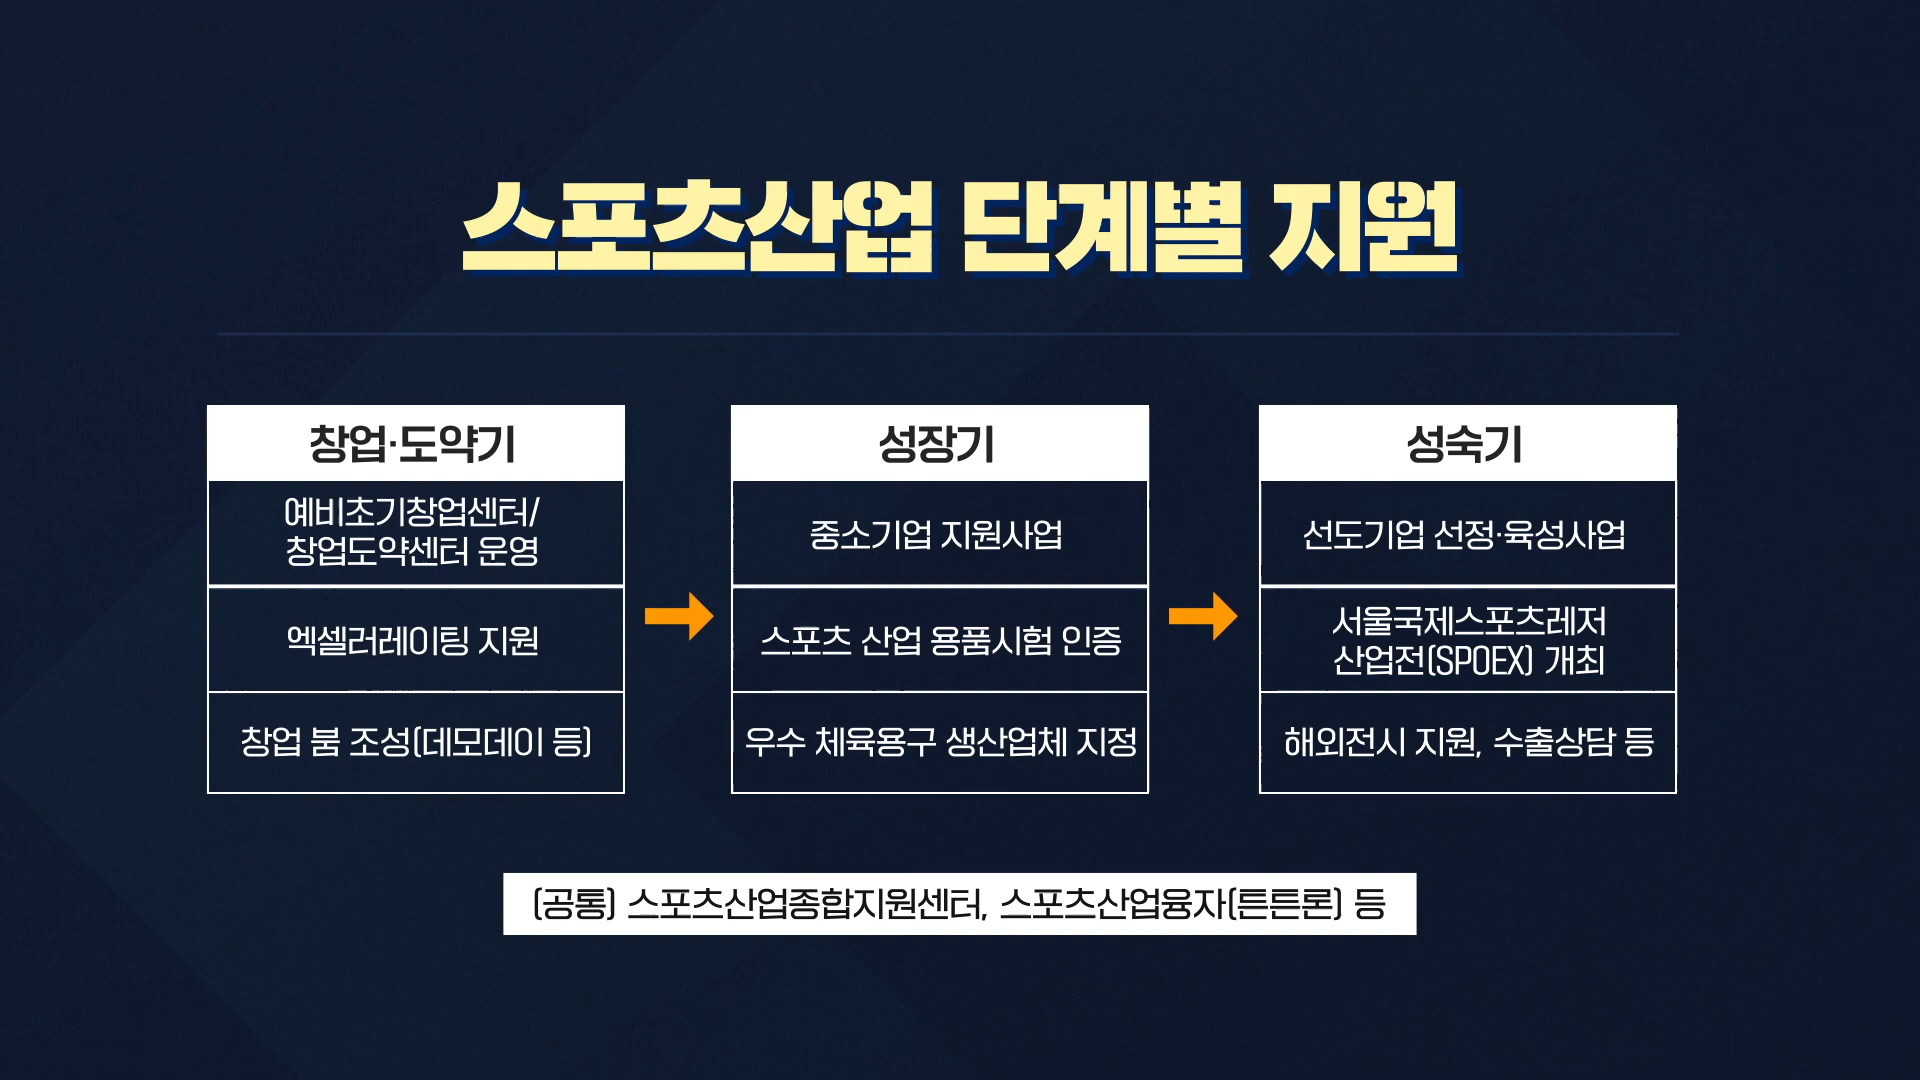 스포츠산업 단계별 지원
창업·도약기
예비초기창업센터/
창업도약센터 운영
엑셀러레이팅 지원
창업 붐 조성(데모데이 등)
성장기
중소기업 지원사업
스포츠 산업 용품시험 인증
우수 체육용구 생산업체 지정
성숙기
선도기업 선정·육성사업
서울국제스포츠레저
산업전(SPOEX) 개최
해외전시 지원, 수출상담 등
(공통) 스포츠산업종합지원센터, 스포츠산업융자(튼튼론) 등